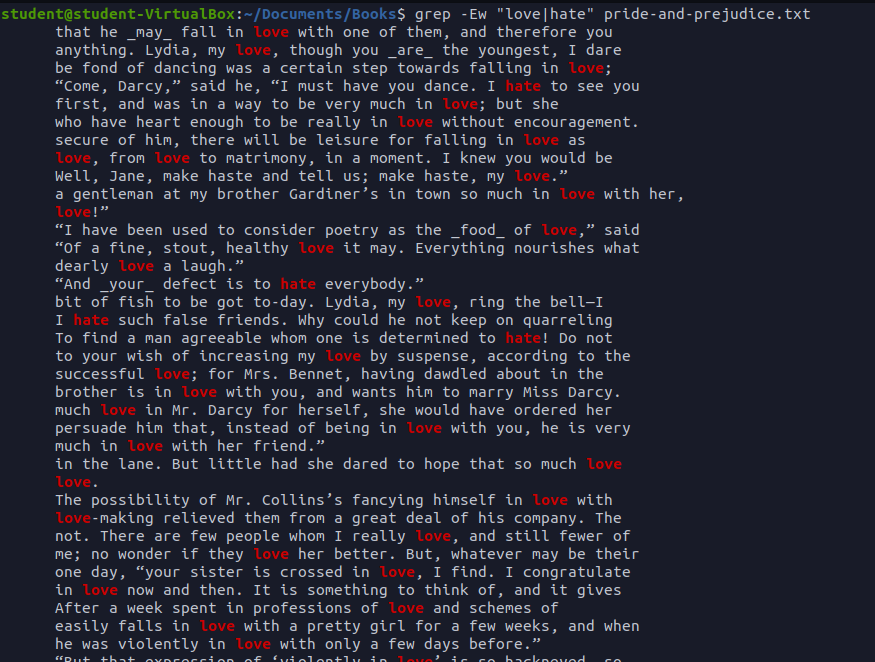 student@student-VirtualBox:~/Documents/Books$ grep -Ew "love|hate" pride-and-prejudice.txt
that he _may_ fall in love with one of them, and therefore you
anything. Lydia, my love, though you _are_ the youngest, I dare
be fond of dancing was a certain step towards falling in love;
“Come, Darcy,” said he, “I must have you dance. I hate to see you
first, and was in a way to be very much in love; but she
who have heart enough to be really in love without encouragement.
secure of him, there will be leisure for falling in love as
love, from love to matrimony, in a moment. I knew you would be
Well, Jane, make haste and tell us; make haste, my love.”
a gentleman at my brother Gardiner’s in town so much in love with her,
love!”
“I have been used to consider poetry as the _food_ of love,” said
“Of a fine, stout, healthy love it may. Everything nourishes what
dearly love a laugh.”
“And _your_ defect is to hate everybody.”
bit of fish to be got to-day. Lydia, my love, ring the bell—I
I hate such false friends. Why could he not keep on quarreling
To find a man agreeable whom one is determined to hate! Do not
to your wish of increasing my love by suspense, according to the
successful love; for Mrs. Bennet, having dawdled about in the
brother is in love with you, and wants him to marry Miss Darcy.
much love in Mr. Darcy for herself, she would have ordered her
persuade him that, instead of being in love with you, he is very
much in love with her friend.”
in the lane. But little had she dared to hope that so much love
love.
The possibility of Mr. Collins’s fancying himself in love with
love-making relieved them from a great deal of his company. The
not. There are few people whom I really love, and still fewer of
me; no wonder if they love her better. But, whatever may be their
one day, “your sister is crossed in love, I find. I congratulate
in love now and then. It is something to think of, and it gives
After a week spent in professions of love and schemes of
easily falls in love with a pretty girl for a few weeks, and when
he was violently in love with only a few days before.”
“But that expression of ‘violently in love’ is so hackneyed, so